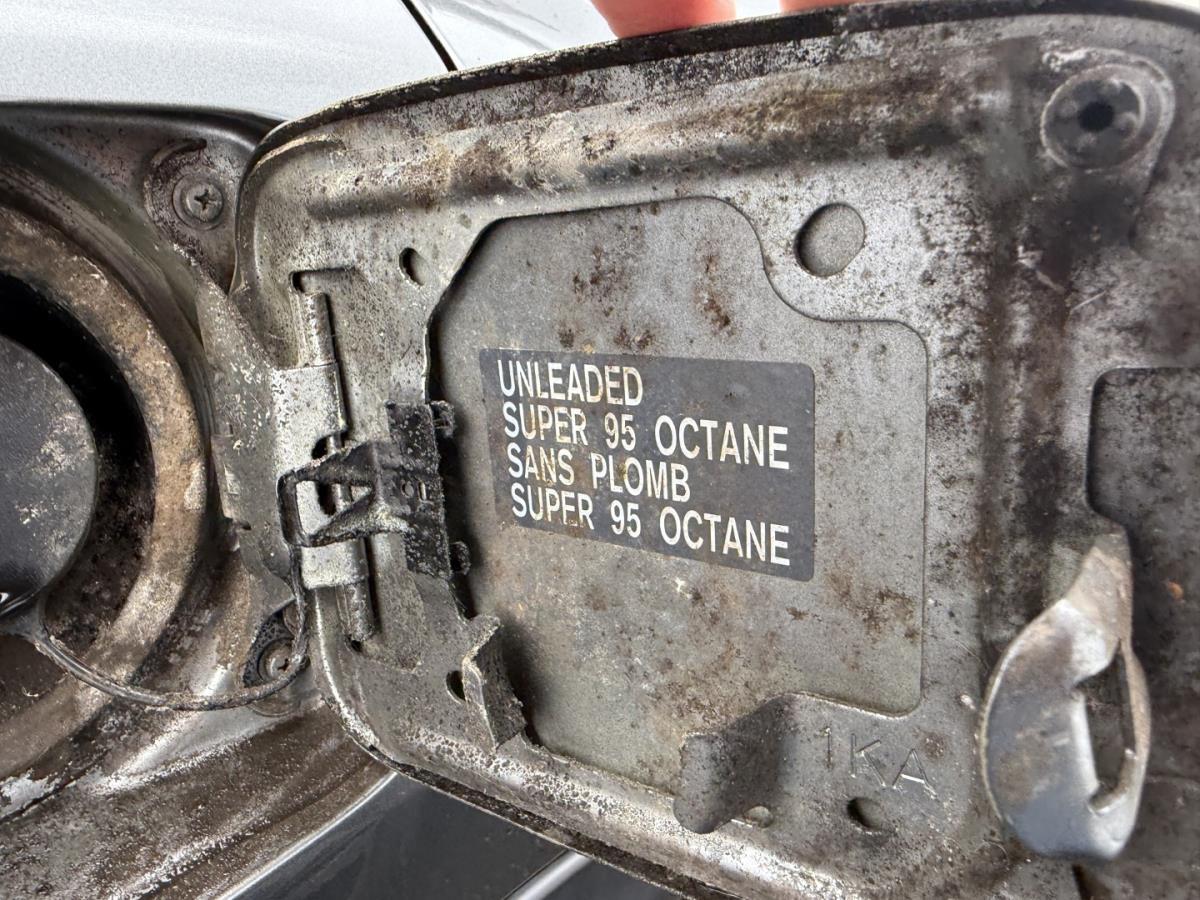 UNLEADED
SUPER 95 OCTANE
SANS PLOMB
SUPER 95 OCTANE
1KA